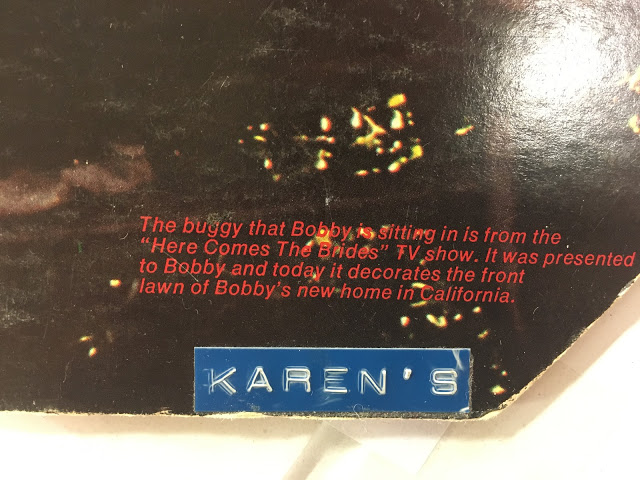 The buggy that Bobby is sitting in is from the
"Here Comes The Brides" TV show. It was presented
to Bobby and today it decorates the front
lawn of Bobby's new home in California.
KAREN'S